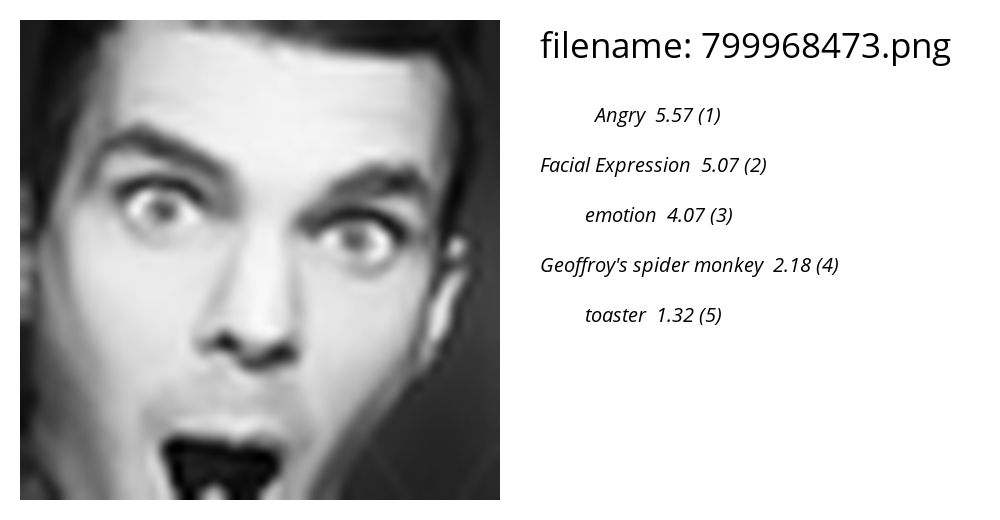 filename: 799968473.png
Angry 5.57 (1)
Facial Expression 5.07 (2)
emotion 4.07 (3)
Geoffroy's spider monkey 2.18 (4)
toaster 1.32 (5)